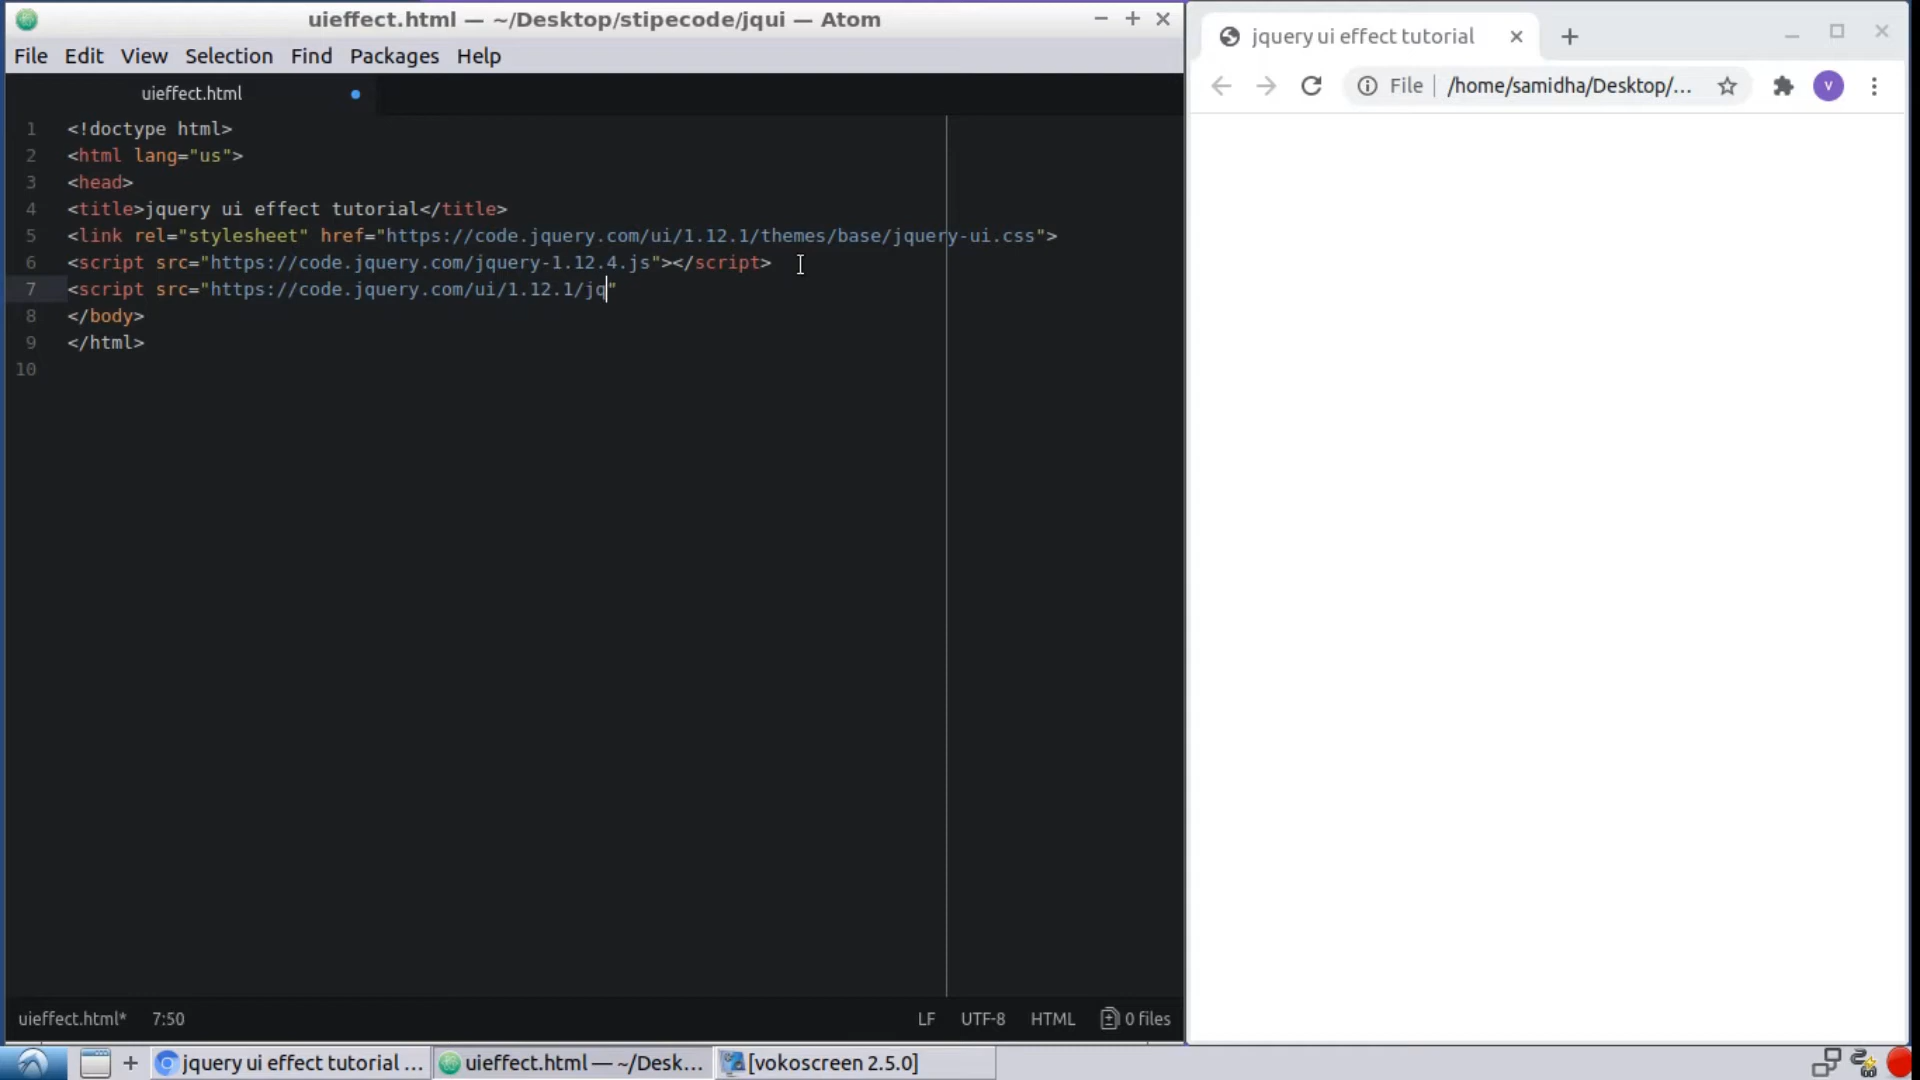 uieffect.html — ~/Desktop/stipecode/jqui — Atom
File Edit View Selection Find Packages Help
uieffect.html
1 <!doctype html>
2 <html lang="us">
3 <head>
4 <title>jquery ui effect tutorial</title>
5 <link rel="stylesheet" href="https://code.jquery.com/ui/1.12.1/themes/base/jquery-ui.css">
6 <script src="https://code.jquery.com/jquery-1.12.4.js"></script>
7 <script src="https://code.jquery.com/ui/1.12.1/jq"
8 </body>
9 </html>
10
uieffect.html* 7:50 LF UTF-8 HTML 0 files
jquery ui effect tutorial
File /home/samidha/Desktop/...
V
jquery ui effect tutorial ... uieffect.html — ~/Desk... [vokoscreen 2.5.0]